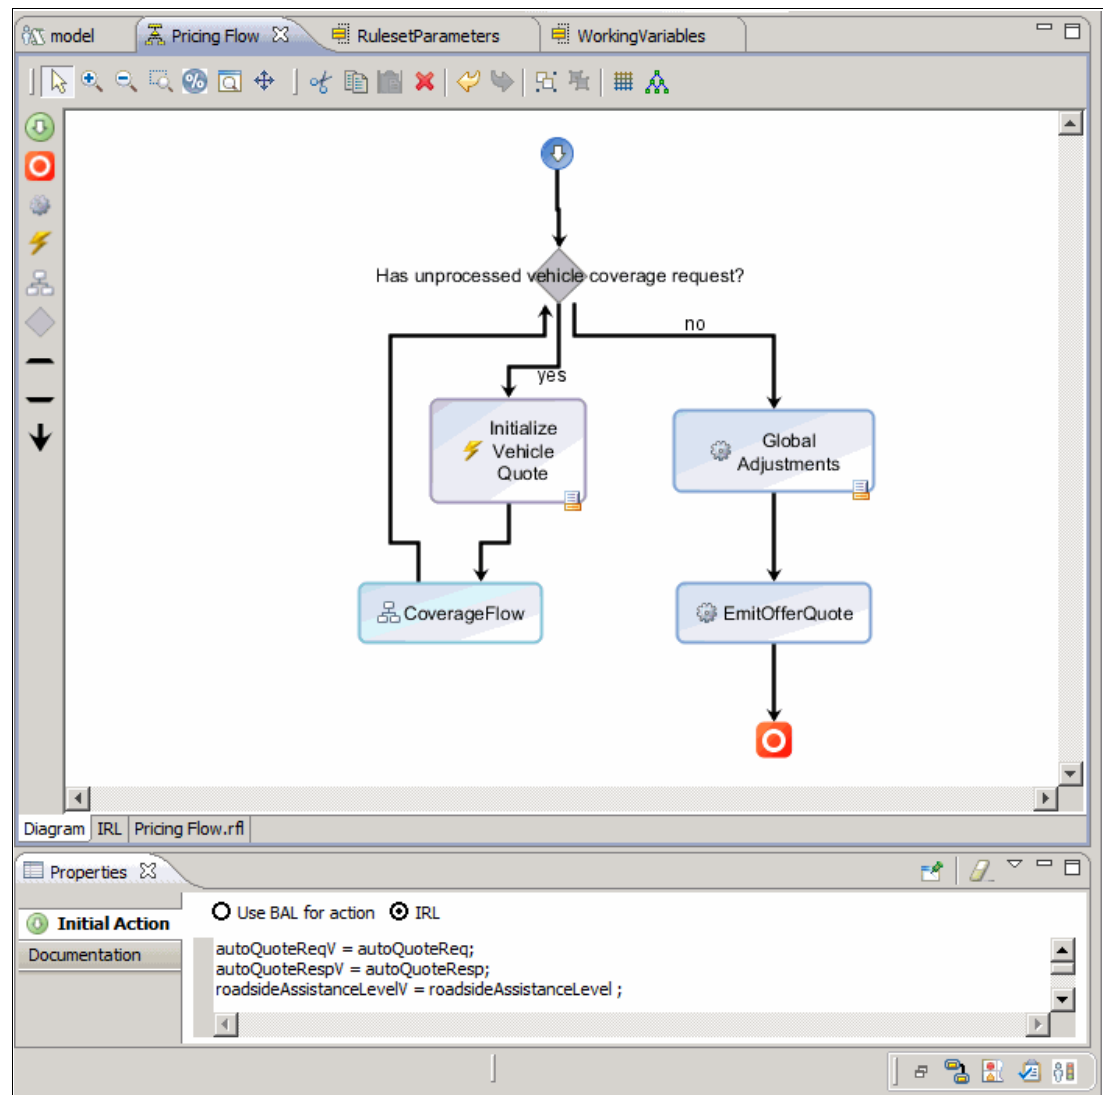 model
Pricing Flow
RulesetParameters
WorkingVariables
Has unprocessed vehicle coverage request?
no
yes
Initialize
Vehicle
Quote
Global
Adjustments
CoverageFlow
EmitOfferQuote
Diagram
IRL
Pricing Flow.rfl
Properties
Initial Action
Documentation
Use BAL for action
IRL
autoQuoteReqV = autoQuoteReq;
autoQuoteRespV = autoQuoteResp;
roadsideAssistanceLevelV = roadsideAssistanceLevel ;